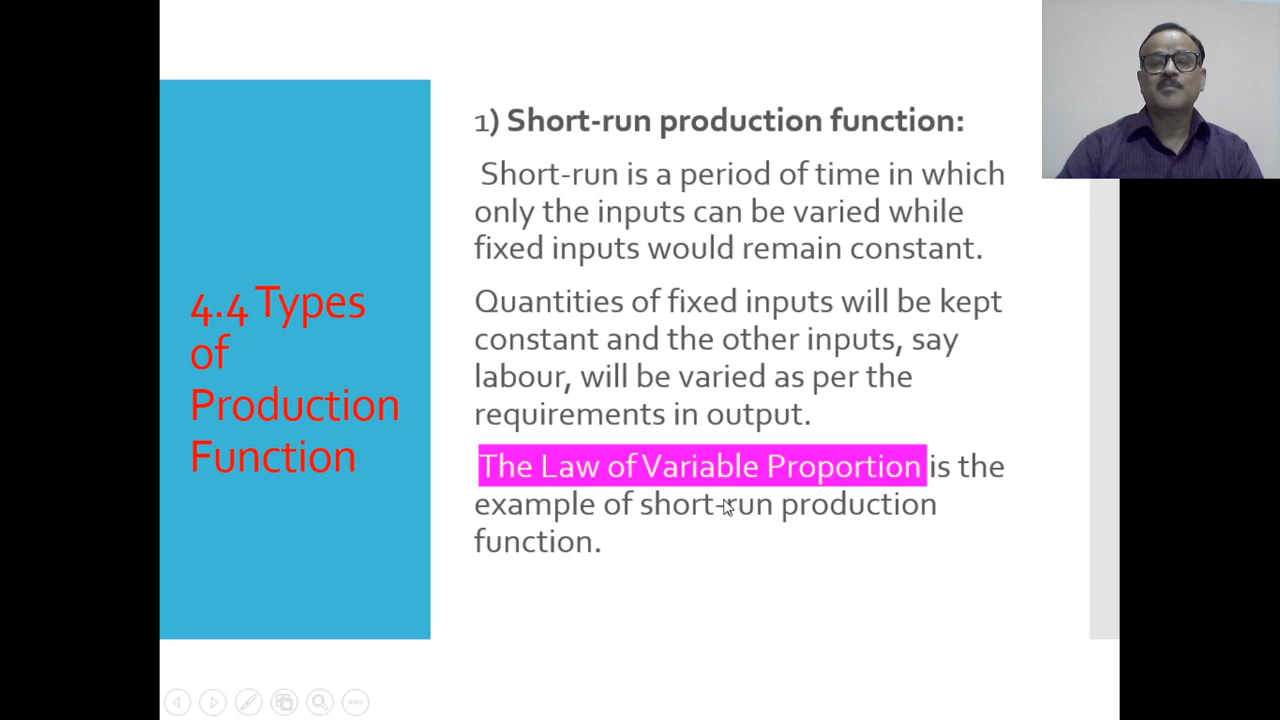 4.4 Types
of
Production
Function
1) Short-run production function:
Short-run is a period of time in which
only the inputs can be varied while
fixed inputs would remain constant.
Quantities of fixed inputs will be kept
constant and the other inputs, say
labour, will be varied as per the
requirements in output.
The Law of Variable Proportion is the
example of short-run production
function.